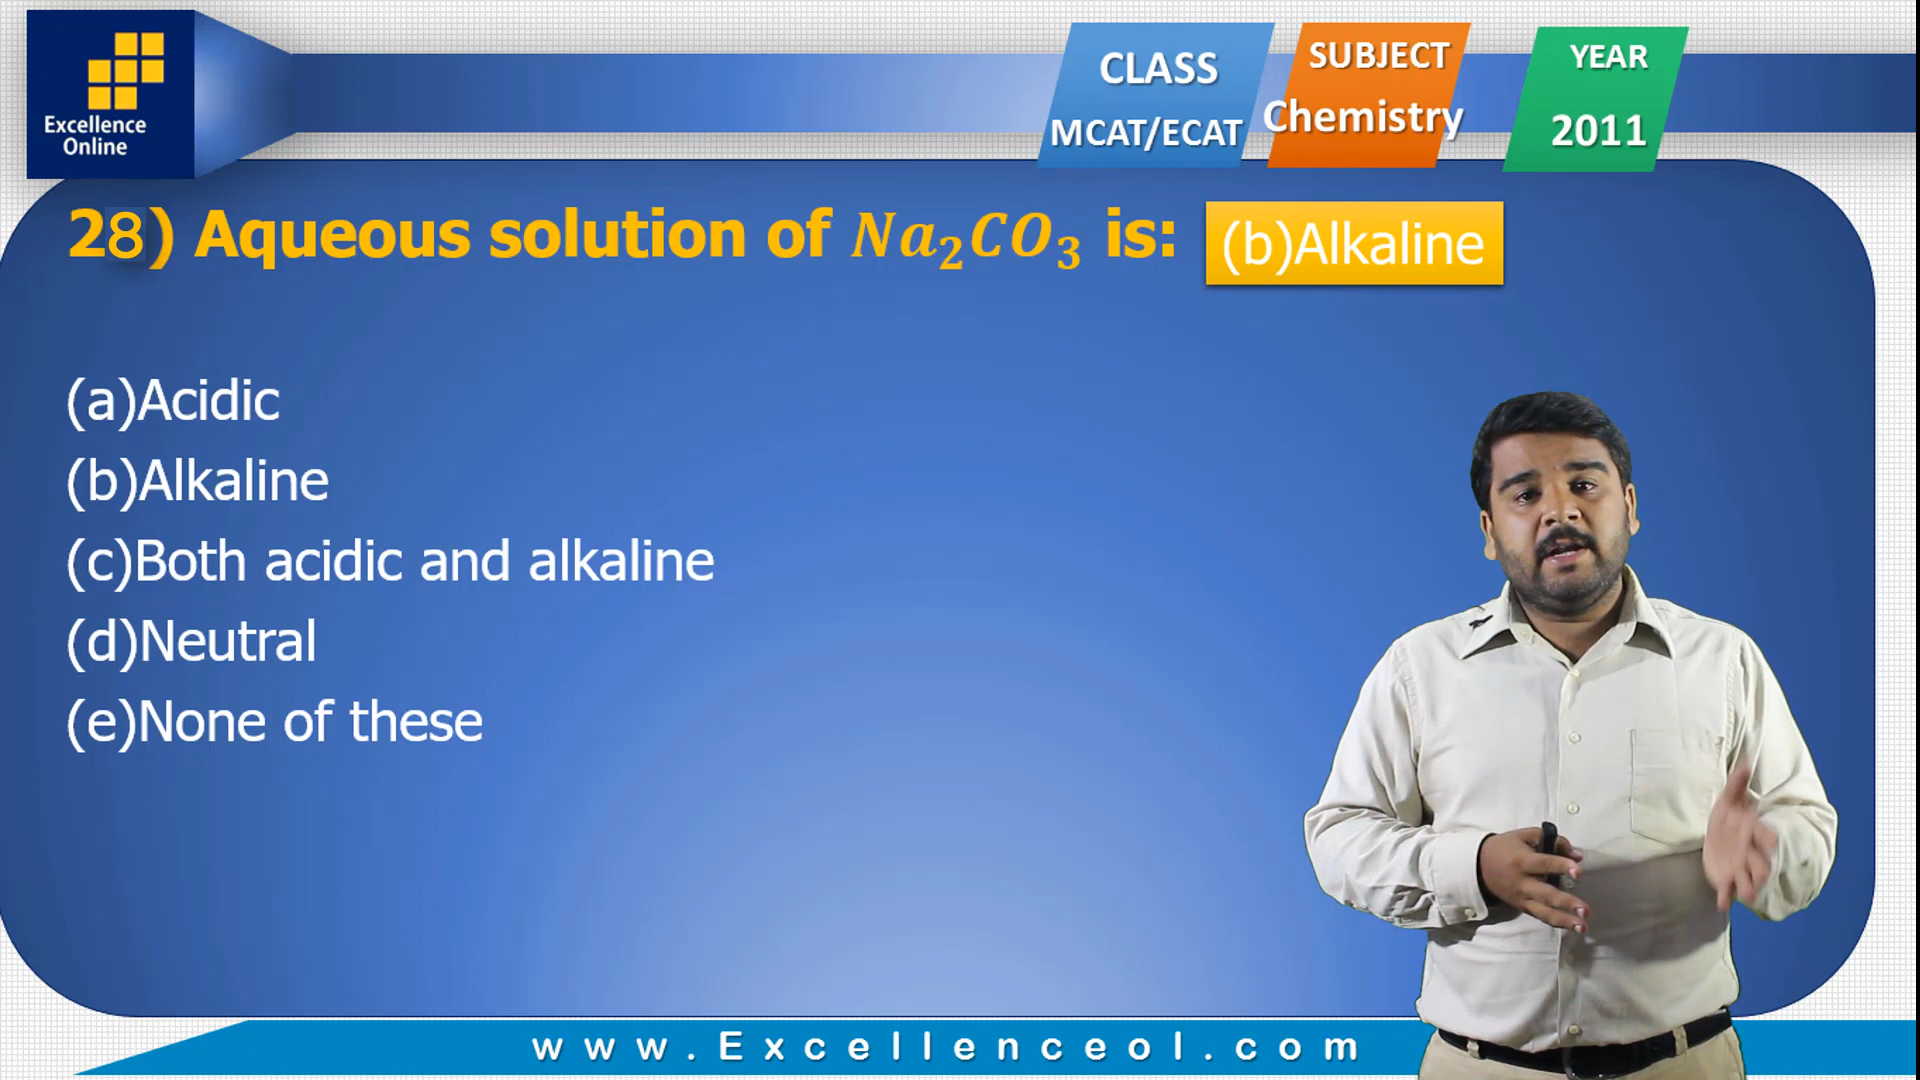 Excellence
Online
CLASS
MCAT/ECAT
SUBJECT
Chemistry
YEAR
2011
28) Aqueous solution of Na₂CO₃ is: (b)Alkaline
(a)Acidic
(b)Alkaline
(c)Both acidic and alkaline
(d)Neutral
(e)None of these
www.Excellenceol.com